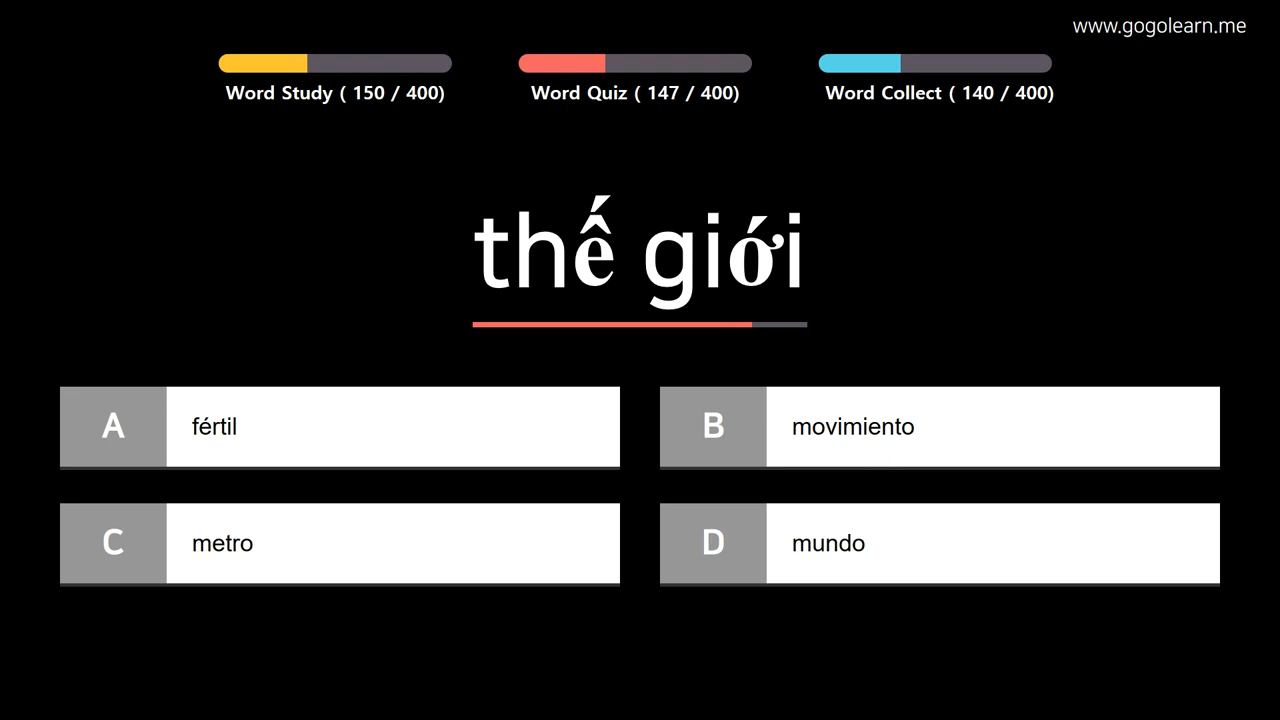 www.gogolearn.me
Word Study ( 150 / 400)
Word Quiz ( 147 / 400)
Word Collect ( 140 / 400)
thế giới
A fértil
B movimiento
C metro
D mundo